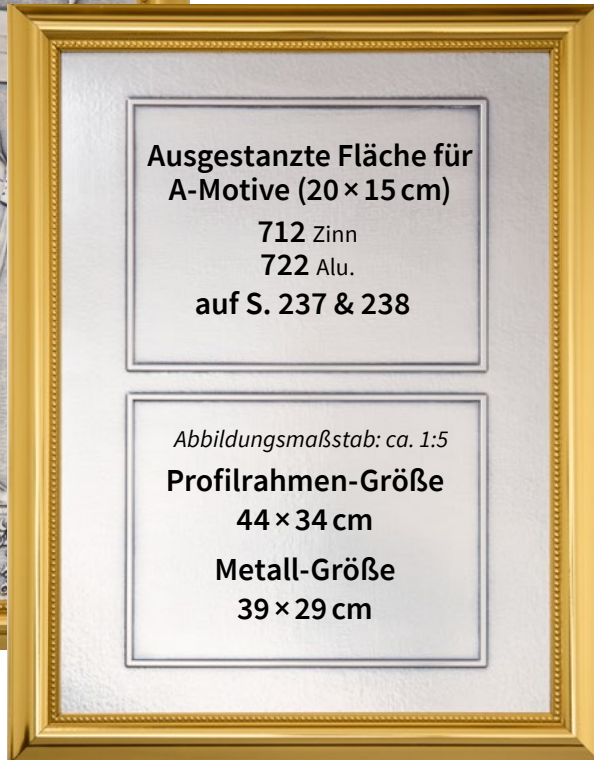 Ausgestanzte Fläche für
A-Motive (20 × 15 cm)
712 Zinn
722 Alu.
auf S. 237 & 238
Abbildungsmaßstab: ca. 1:5
Profilrahmen-Größe
44 × 34 cm
Metall-Größe
39 × 29 cm